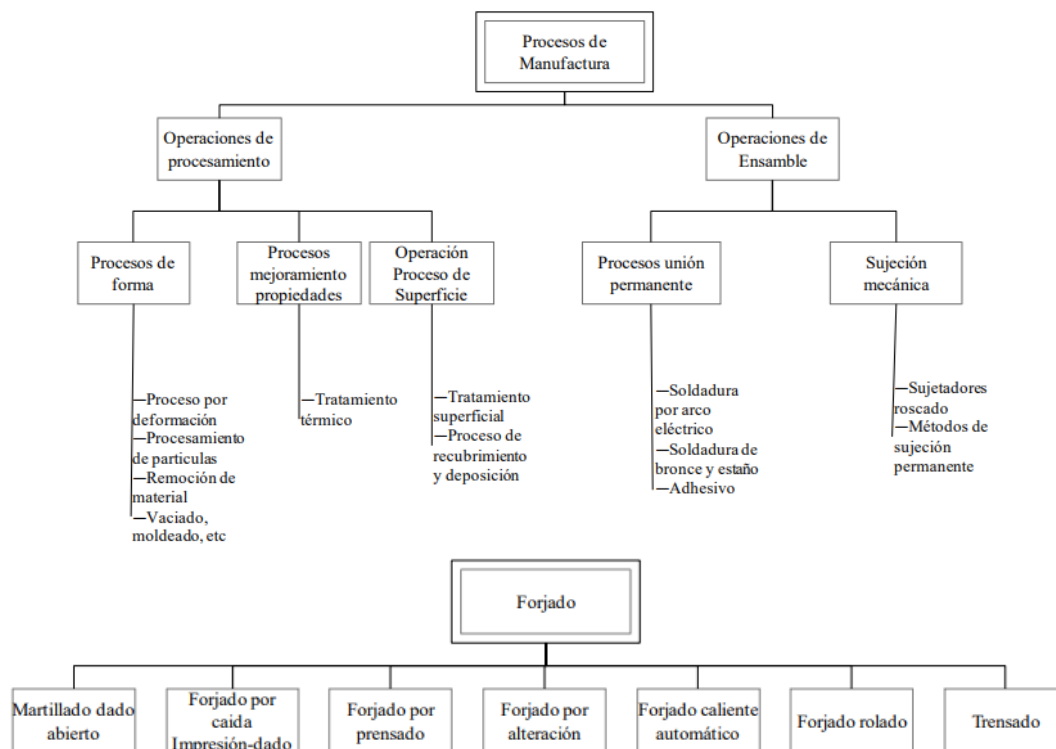 Procesos de
Manufactura
Operaciones de
procesamiento
Operaciones de
Ensamble
Procesos de
forma
Procesos
mejoramiento
propiedades
Operación
Proceso de
Superficie
Procesos unión
permanente
Sujeción
mecánica
—Proceso por
deformación
—Procesamiento
de particulas
—Remoción de
material
—Vaciado,
moldeado, etc
—Tratamiento
térmico
—Tratamiento
superficial
—Proceso de
recubrimiento
y deposición
—Soldadura
por arco
eléctrico
—Soldadura de
bronce y estaño
—Adhesivo
—Sujetadores
roscado
—Métodos de
sujeción
permanente
Forjado
Martillado dado
abierto
Forjado por
caida
Impresión-dado
Forjado por
prensado
Forjado por
alteración
Forjado caliente
automático
Forjado rolado
Trensado